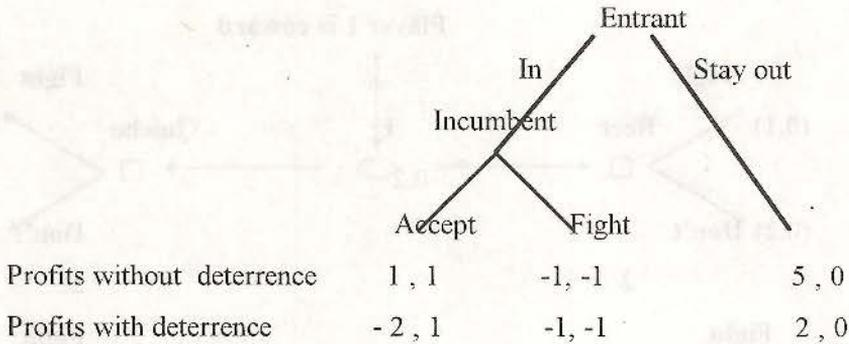 Entrant
In Stay out
Incumbent
Accept Fight
Profits without deterrence 1 , 1 -1, -1 5 , 0
Profits with deterrence - 2 , 1 -1, -1 2 , 0